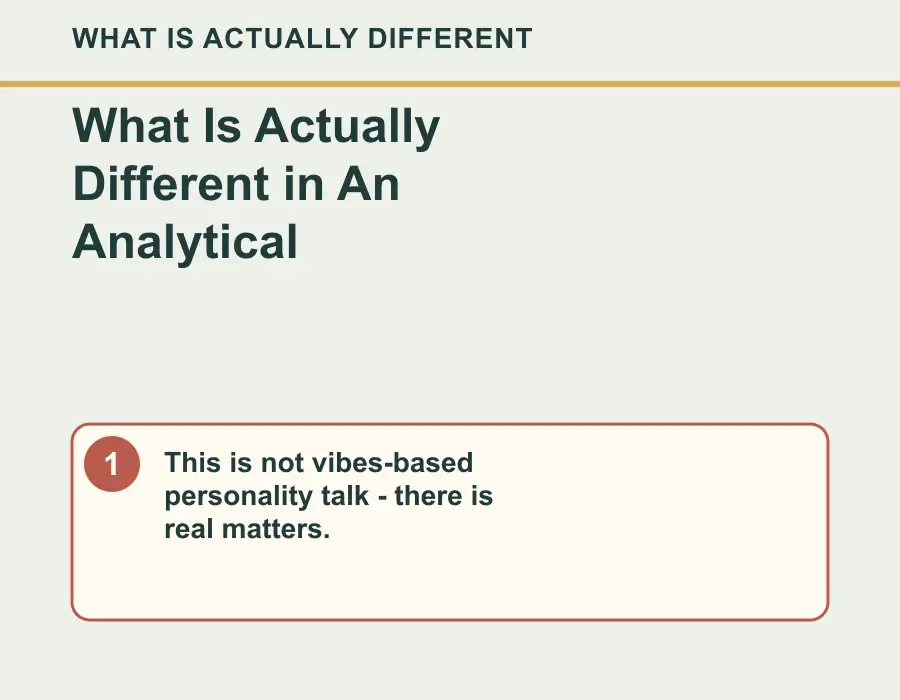 WHAT IS ACTUALLY DIFFERENT
What Is Actually
Different in An
Analytical
1
This is not vibes-based
personality talk - there is
real matters.